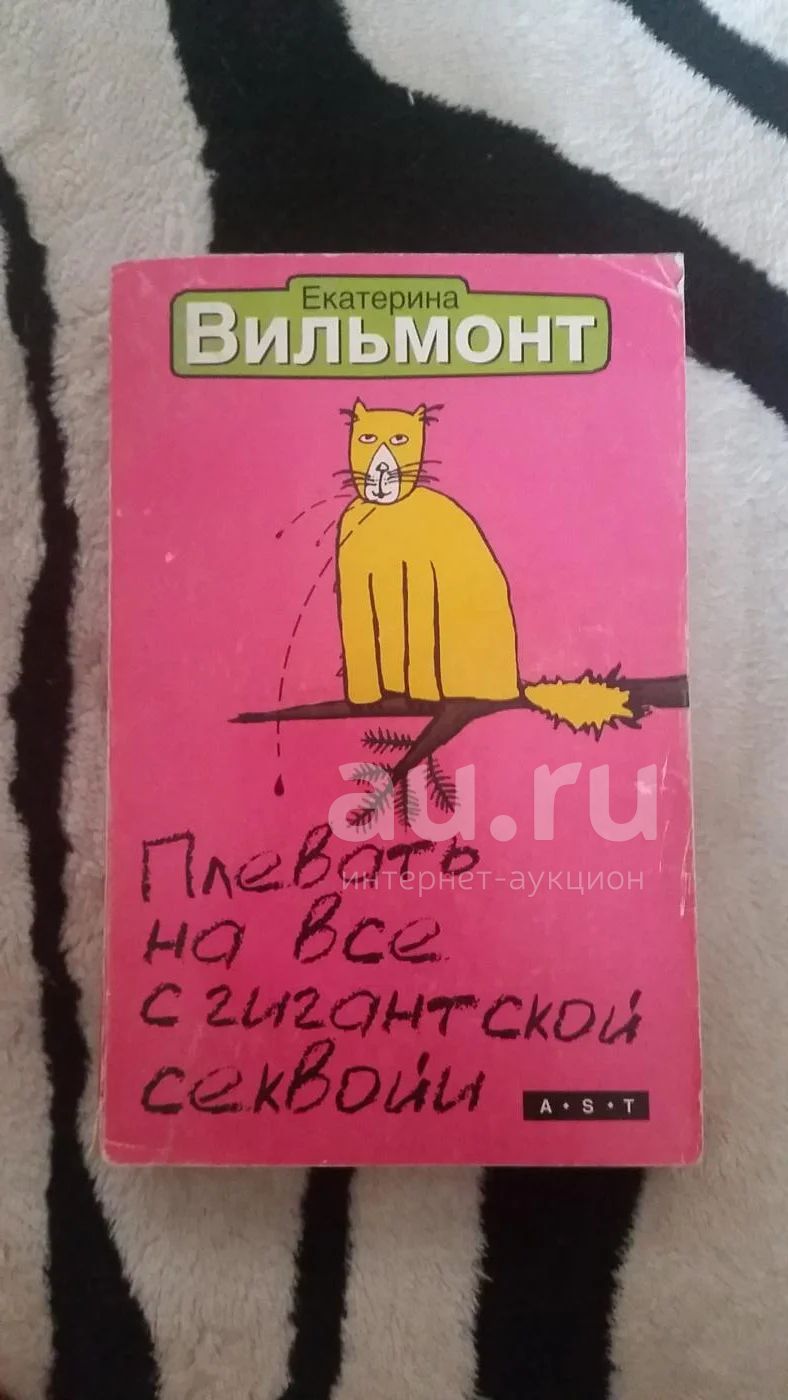 Екатерина
Вильмонт
au.ru
интернет-аукцион
Плевать
на все
с гигантской
секвойи
A • S • T